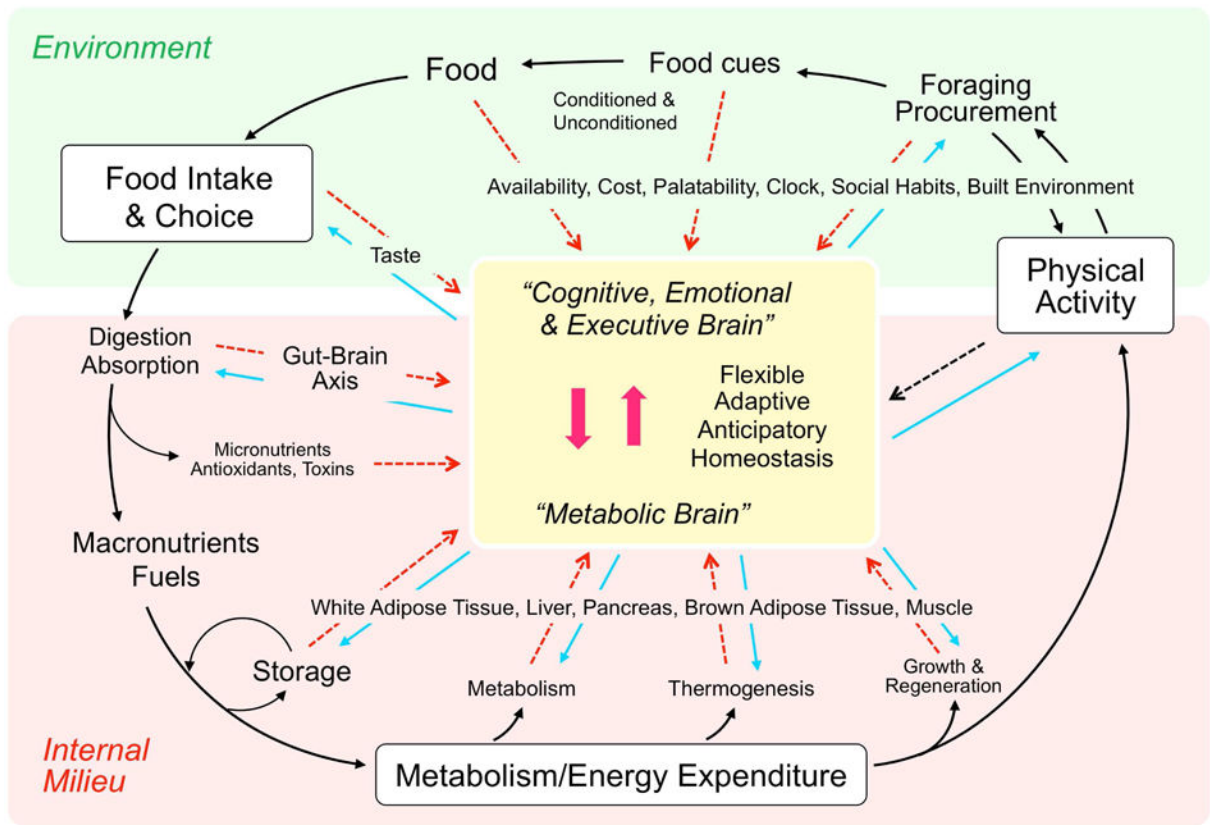 Environment
Food
Food cues
Foraging
Procurement
Conditioned &
Unconditioned
Food Intake
& Choice
Availability, Cost, Palatability, Clock, Social Habits, Built Environment
Taste
Physical
Activity
“Cognitive, Emotional
& Executive Brain”
Digestion
Absorption
Gut-Brain
Axis
Flexible
Adaptive
Anticipatory
Homeostasis
Micronutrients
Antioxidants, Toxins
“Metabolic Brain”
Macronutrients
Fuels
White Adipose Tissue, Liver, Pancreas, Brown Adipose Tissue, Muscle
Storage
Metabolism
Thermogenesis
Growth &
Regeneration
Internal
Milieu
Metabolism/Energy Expenditure